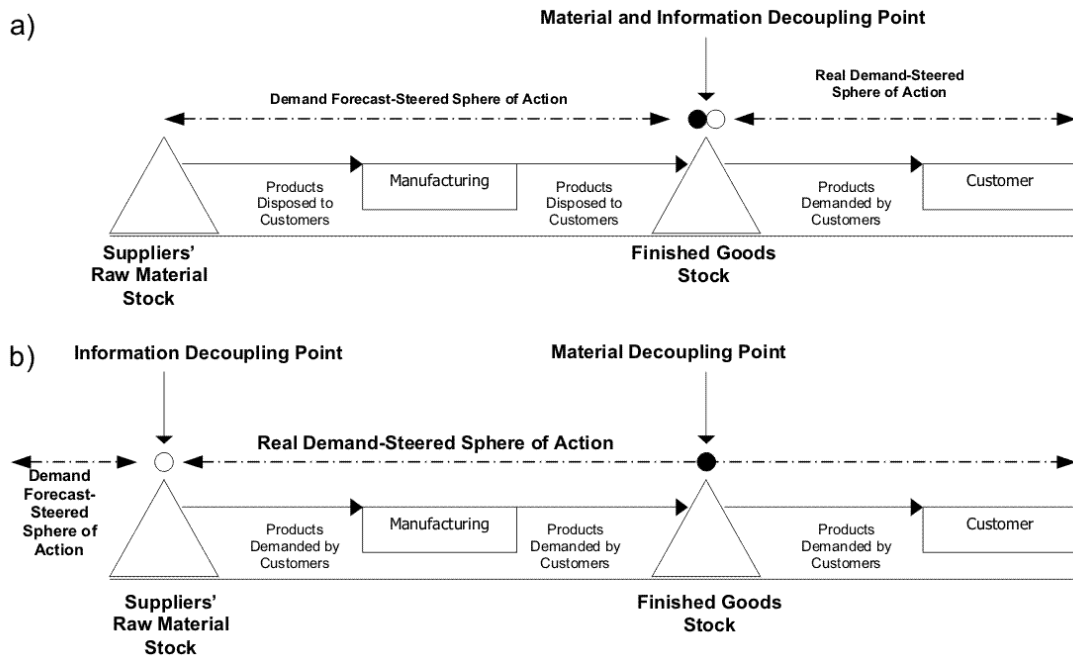 a)
Material and Information Decoupling Point
Demand Forecast-Steered Sphere of Action
Real Demand-Steered
Sphere of Action
Manufacturing
Customer
Products
Disposed to
Customers
Products
Disposed to
Customers
Products
Demanded by
Customers
Suppliers’
Raw Material
Stock
Finished Goods
Stock
b)
Information Decoupling Point
Material Decoupling Point
Real Demand-Steered Sphere of Action
Demand
Forecast-
Steered
Sphere of
Action
Manufacturing
Customer
Products
Demanded by
Customers
Products
Demanded by
Customers
Products
Demanded by
Customers
Suppliers’
Raw Material
Stock
Finished Goods
Stock